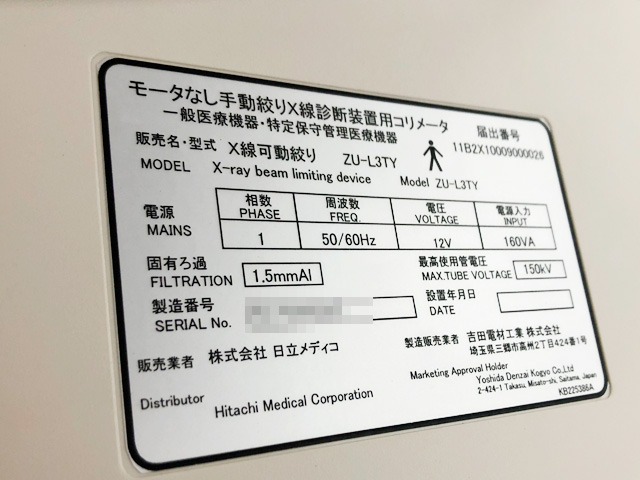 モータなし手動絞りX線診断装置用コリメータ
一般医療機器・特定保守管理医療機器
届出番号
11B2X10009000026
販売名・型式 X線可動絞り ZU-L3TY
MODEL X-ray beam limiting device Model ZU-L3TY
電源
MAINS
相数 周波数 電圧 電源入力
PHASE FREQ. VOLTAGE INPUT
1 50/60Hz 12V 160VA
固有ろ過
FILTRATION 1.5mmAl
最高使用管電圧
MAX.TUBE VOLTAGE 150kV
製造番号
SERIAL No.
設置年月日
DATE
販売業者 株式会社 日立メディコ
Distributor Hitachi Medical Corporation
製造販売業者 吉田電材工業 株式会社
埼玉県三郷市高州2丁目424番1号
Marketing Approval Holder
Yoshida Denzai Kogyo Co.,Ltd
2-424-1 Takasu, Misato-shi, Saitama, Japan
KB225386A